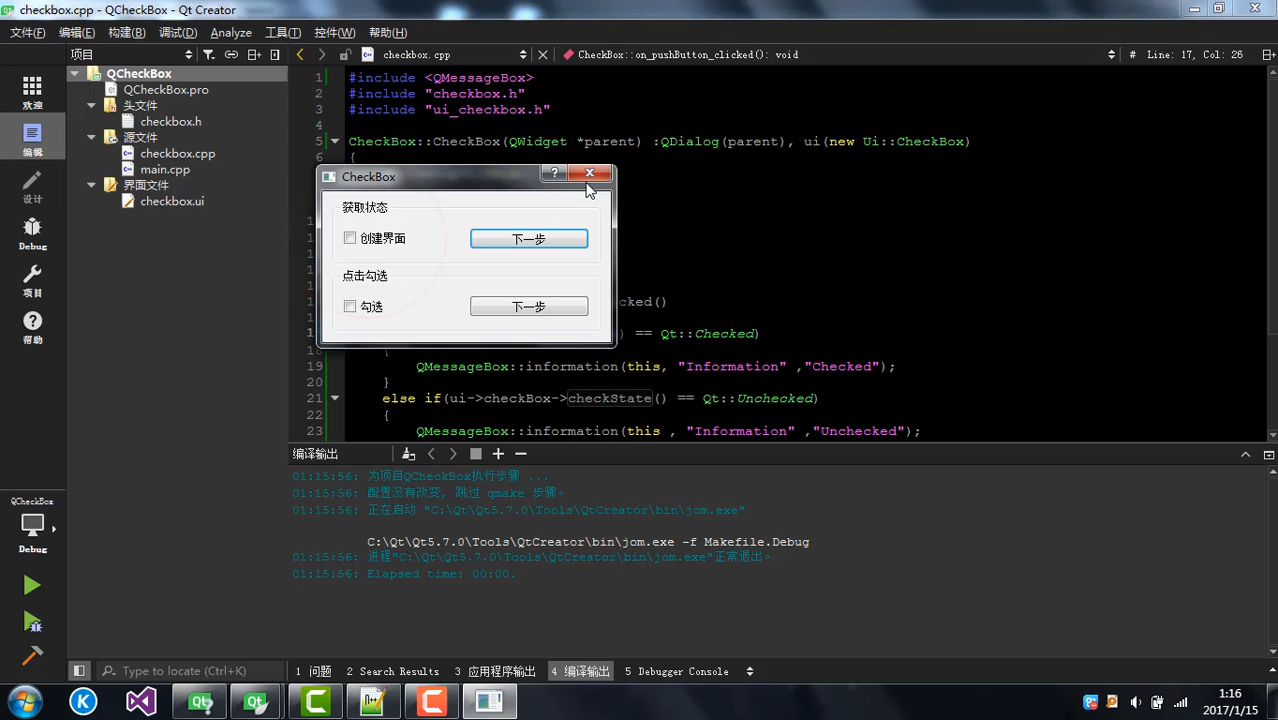 checkbox.cpp - QCheckBox - Qt Creator
文件(F) 编辑(E) 构建(B) 调试(D) Analyze 工具(T) 控件(W) 帮助(H)
项目
checkbox.cpp
CheckBox::on_pushButton_clicked(): void
# Line: 17, Col: 26
欢迎
编辑
设计
Debug
项目
帮助
QCheckBox
Debug
QCheckBox
QCheckBox.pro
头文件
checkbox.h
源文件
checkbox.cpp
main.cpp
界面文件
checkbox.ui
1 #include <QMessageBox>
2 #include "checkbox.h"
3 #include "ui_checkbox.h"
4
5 CheckBox::CheckBox(QWidget *parent) :QDialog(parent), ui(new Ui::CheckBox)
6 {
CheckBox
获取状态
创建界面 下一步
点击勾选
勾选 下一步
cked()
) == Qt::Checked)
18 {
19 QMessageBox::information(this, "Information" ,"Checked");
20 }
21 else if(ui->checkBox->checkState() == Qt::Unchecked)
22 {
23 QMessageBox::information(this , "Information" ,"Unchecked");
编译输出
01:15:56: 为项目QCheckBox执行步骤 ...
01:15:56: 配置没有改变, 跳过 qmake 步骤。
01:15:56: 正在启动 "C:\Qt\Qt5.7.0\Tools\QtCreator\bin\jom.exe"
C:\Qt\Qt5.7.0\Tools\QtCreator\bin\jom.exe -f Makefile.Debug
01:15:56: 进程"C:\Qt\Qt5.7.0\Tools\QtCreator\bin\jom.exe"正常退出。
01:15:56: Elapsed time: 00:00.
Type to locate (Ctrl+K)
1 问题 2 Search Results 3 应用程序输出 4 编译输出 5 Debugger Console
1:16
2017/1/15